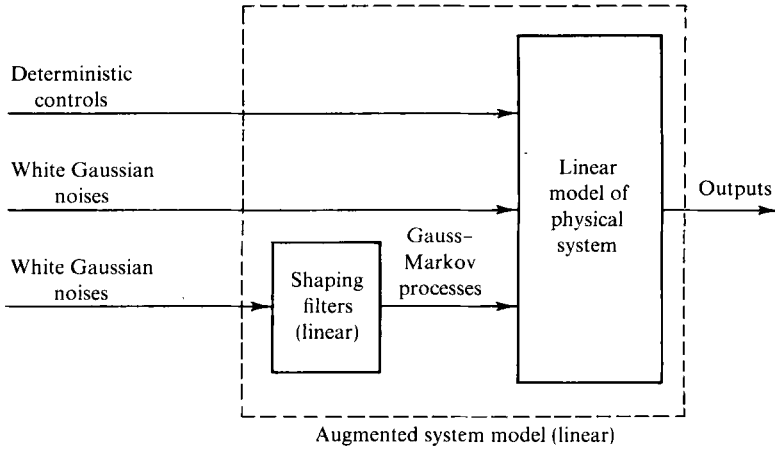 Deterministic
controls
White Gaussian
noises
White Gaussian
noises
Shaping
filters
(linear)
Gauss–
Markov
processes
Linear
model of
physical
system
Outputs
Augmented system model (linear)